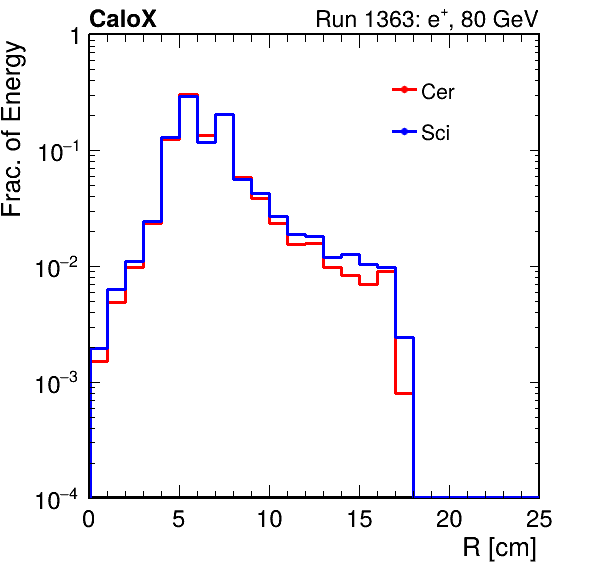 CaloX Run 1363: e⁺, 80 GeV
Frac. of Energy
1
10⁻¹
10⁻²
10⁻³
10⁻⁴
Cer
Sci
0 5 10 15 20 25
R [cm]